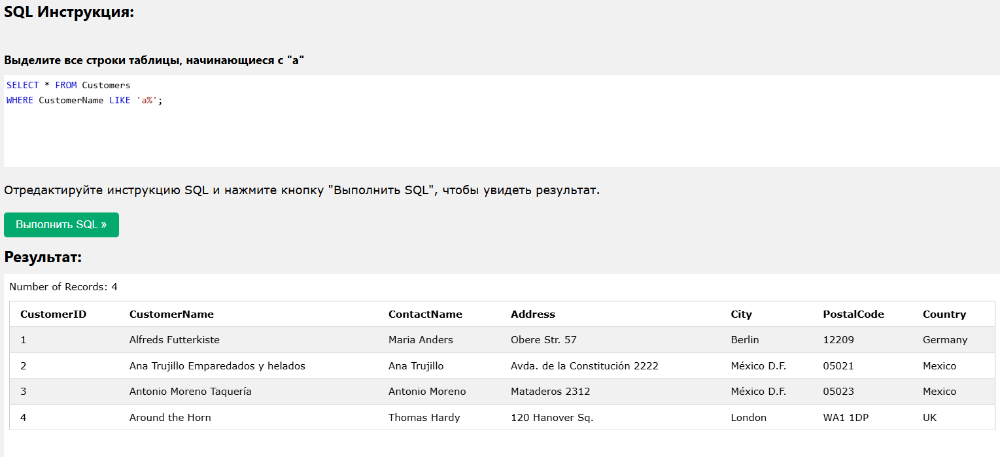 SQL Инструкция:
Выделите все строки таблицы, начинающиеся с "a"
SELECT * FROM Customers
WHERE CustomerName LIKE 'a%';
Отредактируйте инструкцию SQL и нажмите кнопку "Выполнить SQL", чтобы увидеть результат.
Выполнить SQL »
Результат:
Number of Records: 4
CustomerID CustomerName ContactName Address City PostalCode Country
1 Alfreds Futterkiste Maria Anders Obere Str. 57 Berlin 12209 Germany
2 Ana Trujillo Emparedados y helados Ana Trujillo Avda. de la Constitución 2222 México D.F. 05021 Mexico
3 Antonio Moreno Taquería Antonio Moreno Mataderos 2312 México D.F. 05023 Mexico
4 Around the Horn Thomas Hardy 120 Hanover Sq. London WA1 1DP UK